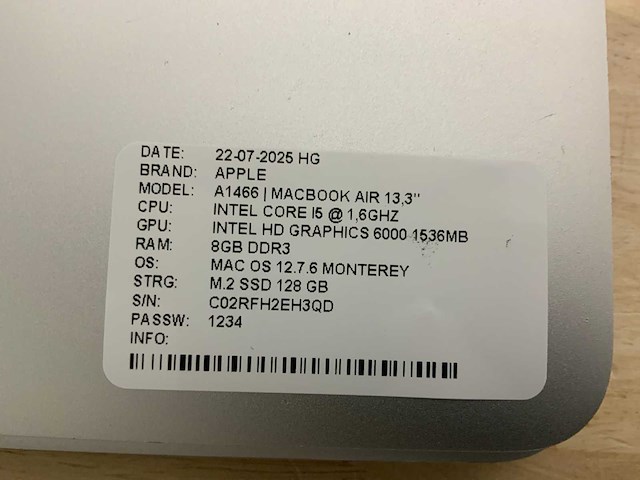 DATE: 22-07-2025 HG
BRAND: APPLE
MODEL: A1466 | MACBOOK AIR 13,3''
CPU: INTEL CORE I5 @ 1,6GHZ
GPU: INTEL HD GRAPHICS 6000 1536MB
RAM: 8GB DDR3
OS: MAC OS 12.7.6 MONTEREY
STRG: M.2 SSD 128 GB
S/N: C02RFH2EH3QD
PASSW: 1234
INFO: